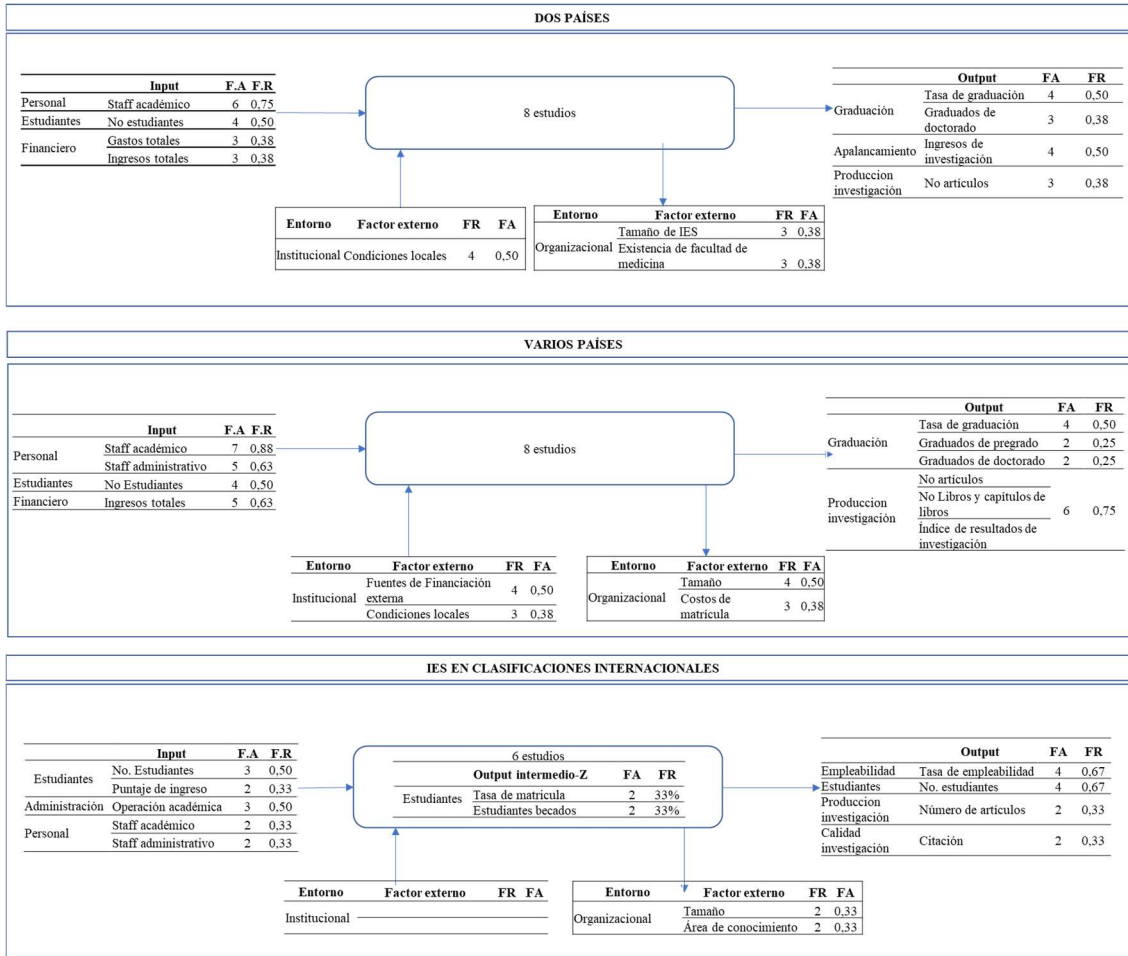 DOS PAÍSES
Input F.A F.R
Personal Staff académico 6 0,75
Estudiantes No estudiantes 4 0,50
Financiero Gastos totales 3 0,38
Ingresos totales 3 0,38
8 estudios
Output FA FR
Graduación Tasa de graduación 4 0,50
Graduados de doctorado 3 0,38
Apalancamiento Ingresos de investigación 4 0,50
Produccion investigación No artículos 3 0,38
Entorno Factor externo FR FA
Institucional Condiciones locales 4 0,50
Entorno Factor externo FR FA
Organizacional Tamaño de IES 3 0,38
Existencia de facultad de medicina 3 0,38
VARIOS PAÍSES
Input F.A F.R
Personal Staff académico 7 0,88
Staff administrativo 5 0,63
Estudiantes No Estudiantes 4 0,50
Financiero Ingresos totales 5 0,63
8 estudios
Output FA FR
Graduación Tasa de graduación 4 0,50
Graduados de pregrado 2 0,25
Graduados de doctorado 2 0,25
Produccion investigación No artículos
No Libros y capítulos de libros 6 0,75
Índice de resultados de investigación
Entorno Factor externo FR FA
Institucional Fuentes de Financiación externa 4 0,50
Condiciones locales 3 0,38
Entorno Factor externo FR FA
Organizacional Tamaño 4 0,50
Costos de matrícula 3 0,38
IES EN CLASIFICACIONES INTERNACIONALES
Input F.A F.R
Estudiantes No. Estudiantes 3 0,50
Puntaje de ingreso 2 0,33
Administración Operación académica 3 0,50
Personal Staff académico 2 0,33
Staff administrativo 2 0,33
6 estudios
Output intermedio-Z FA FR
Estudiantes Tasa de matricula 2 33%
Estudiantes becados 2 33%
Output FA FR
Empleabilidad Tasa de empleabilidad 4 0,67
Estudiantes No. estudiantes 4 0,67
Produccion investigación Número de artículos 2 0,33
Calidad investigación Citación 2 0,33
Entorno Factor externo FR FA
Institucional
Entorno Factor externo FR FA
Organizacional Tamaño 2 0,33
Área de conocimiento 2 0,33